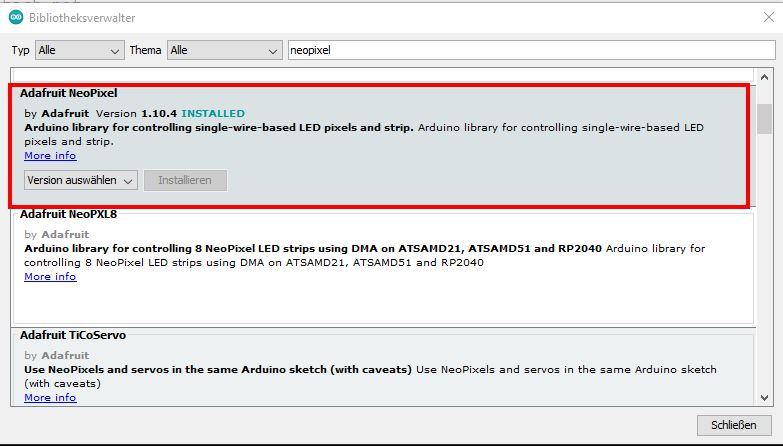 Bibliotheksverwalter
Typ Alle Thema Alle neopixel
Adafruit NeoPixel
by Adafruit Version 1.10.4 INSTALLED
Arduino library for controlling single-wire-based LED pixels and strip. Arduino library for controlling single-wire-based LED
pixels and strip.
More info
Version auswählen Installieren
Adafruit NeoPXL8
by Adafruit
Arduino library for controlling 8 NeoPixel LED strips using DMA on ATSAMD21, ATSAMD51 and RP2040 Arduino library for
controlling 8 NeoPixel LED strips using DMA on ATSAMD21, ATSAMD51 and RP2040
More info
Adafruit TiCoServo
by Adafruit
Use NeoPixels and servos in the same Arduino sketch (with caveats) Use NeoPixels and servos in the same Arduino sketch
(with caveats)
More info
Schließen